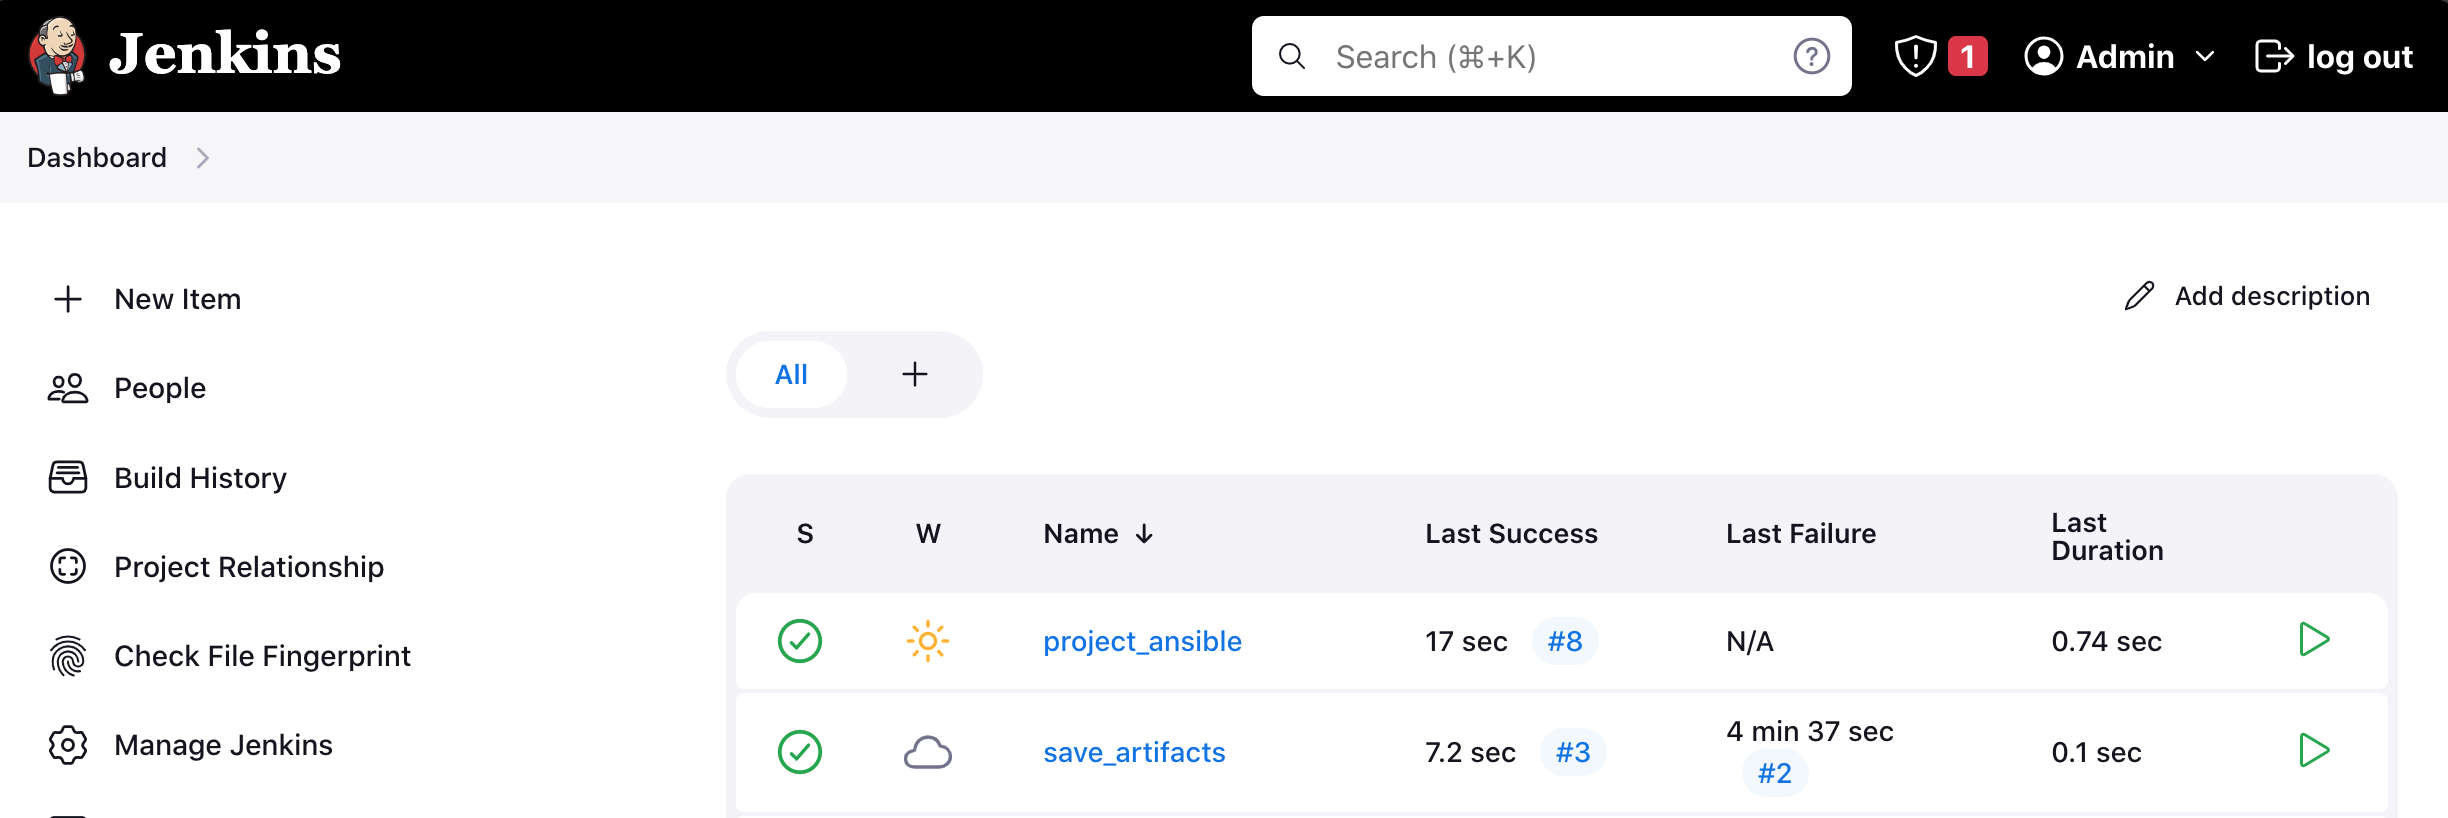 Jenkins
Search (⌘+K)
1
Admin
log out
Dashboard
New Item
People
Build History
Project Relationship
Check File Fingerprint
Manage Jenkins
Add description
All
S W Name ↓ Last Success Last Failure Last Duration
project_ansible 17 sec #8 N/A 0.74 sec
save_artifacts 7.2 sec #3 4 min 37 sec #2 0.1 sec